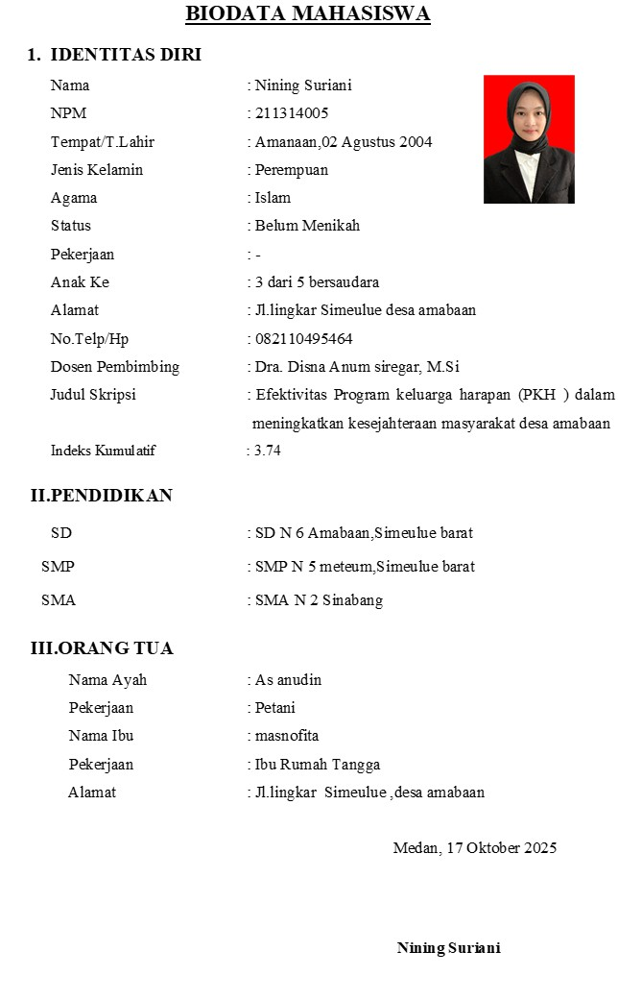 BIODATA MAHASISWA
1. IDENTITAS DIRI
Nama : Nining Suriani
NPM : 211314005
Tempat/T.Lahir : Amanaan,02 Agustus 2004
Jenis Kelamin : Perempuan
Agama : Islam
Status : Belum Menikah
Pekerjaan : -
Anak Ke : 3 dari 5 bersaudara
Alamat : Jl.lingkar Simeulue desa amabaan
No.Telp/Hp : 082110495464
Dosen Pembimbing : Dra. Disna Anum siregar, M.Si
Judul Skripsi : Efektivitas Program keluarga harapan (PKH ) dalam
meningkatkan kesejahteraan masyarakat desa amabaan
Indeks Kumulatif : 3.74
II.PENDIDIKAN
SD : SD N 6 Amabaan,Simeulue barat
SMP : SMP N 5 meteum,Simeulue barat
SMA : SMA N 2 Sinabang
III.ORANG TUA
Nama Ayah : As anudin
Pekerjaan : Petani
Nama Ibu : masnofita
Pekerjaan : Ibu Rumah Tangga
Alamat : Jl.lingkar Simeulue ,desa amabaan
Medan, 17 Oktober 2025
Nining Suriani